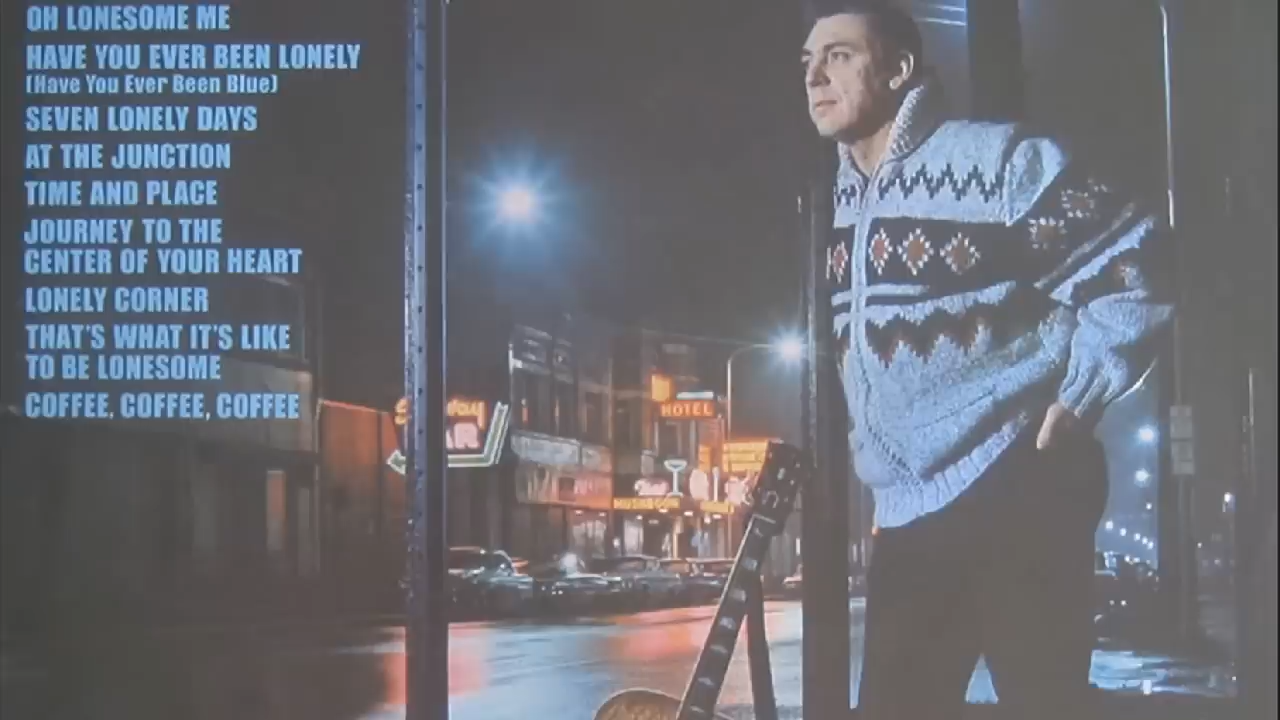 OH LONESOME ME
HAVE YOU EVER BEEN LONELY
(Have You Ever Been Blue)
SEVEN LONELY DAYS
AT THE JUNCTION
TIME AND PLACE
JOURNEY TO THE
CENTER OF YOUR HEART
LONELY CORNER
THAT'S WHAT IT'S LIKE
TO BE LONESOME
COFFEE, COFFEE, COFFEE
HOTEL
MUSHROOM